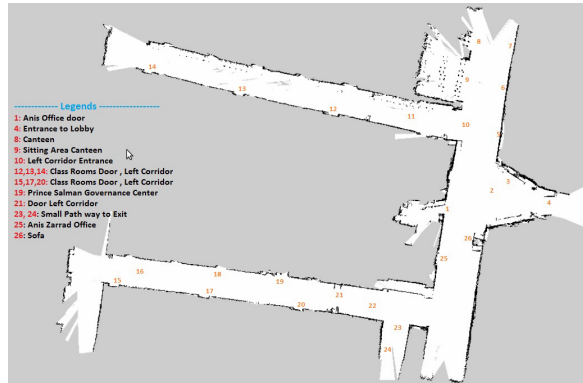 8
7
14
9
13
6
12
11
10
5
------------- Legends ------------------
1: Anis Office door
4: Entrance to Lobby
8: Canteen
9: Sitting Area Canteen
10: Left Corridor Entrance
12,13,14: Class Rooms Door , Left Corridor
15,17,20: Class Rooms Door , Left Corridor
19: Prince Salman Governance Center
21: Door Left Corridor
23, 24: Small Path way to Exit
25: Anis Zarrad Office
26: Sofa
3
2
4
1
26
25
16
18
15
19
17
21
20
22
23
24